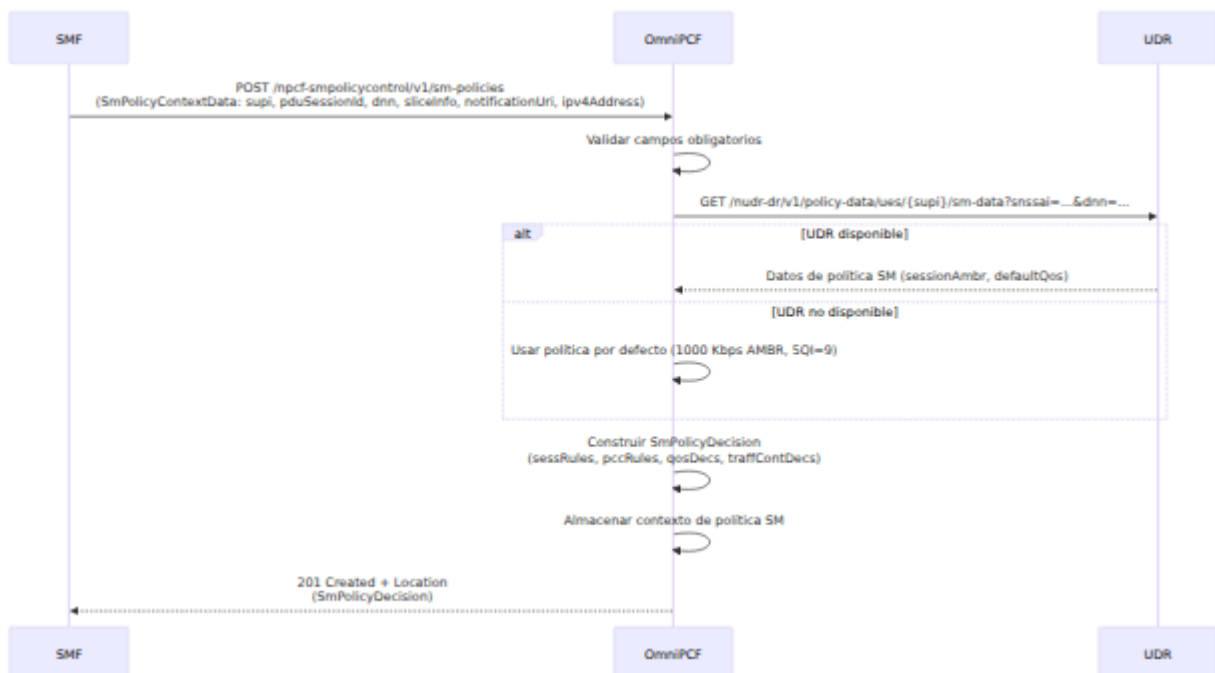 SMF OmniPCF UDR
POST /npcf-smpolicycontrol/v1/sm-policies
(SmPolicyContextData: supi, pduSessionId, dnn, sliceInfo, notificationUri, ipv4Address)
Validar campos obligatorios
GET /nudr-dr/v1/policy-data/ues/{supi}/sm-data?snssai=...&dnn=...
alt [UDR disponible]
Datos de política SM (sessionAmbr, defaultQos)
[UDR no disponible]
Usar política por defecto (1000 Kbps AMBR, 5QI=9)
Construir SmPolicyDecision
(sessRules, pccRules, qosDecs, traffContDecs)
Almacenar contexto de política SM
201 Created + Location
(SmPolicyDecision)
SMF OmniPCF UDR